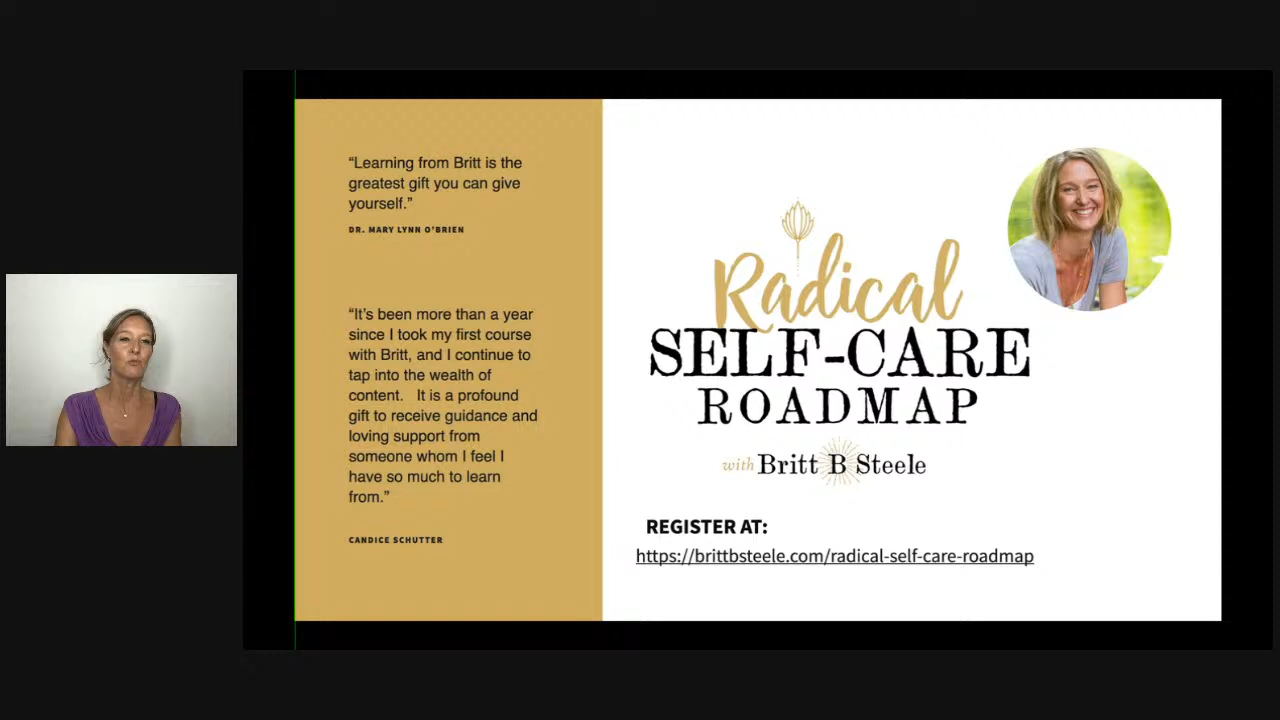 “Learning from Britt is the
greatest gift you can give
yourself.”
DR. MARY LYNN O’BRIEN
“It’s been more than a year
since I took my first course
with Britt, and I continue to
tap into the wealth of
content.   It is a profound
gift to receive guidance and
loving support from
someone whom I feel I
have so much to learn
from.”
CANDICE SCHUTTER
Radical
SELF-CARE
ROADMAP
with Britt B Steele
REGISTER AT:
https://brittbsteele.com/radical-self-care-roadmap